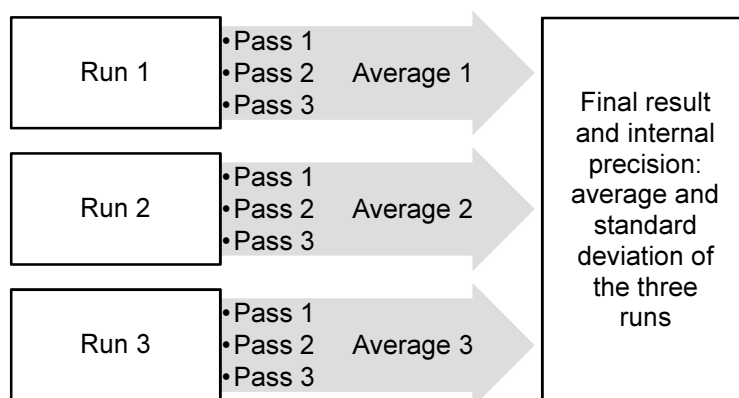 Run 1
•Pass 1
•Pass 2
•Pass 3
Average 1
Run 2
•Pass 1
•Pass 2
•Pass 3
Average 2
Run 3
•Pass 1
•Pass 2
•Pass 3
Average 3
Final result
and internal
precision:
average and
standard
deviation of
the three
runs